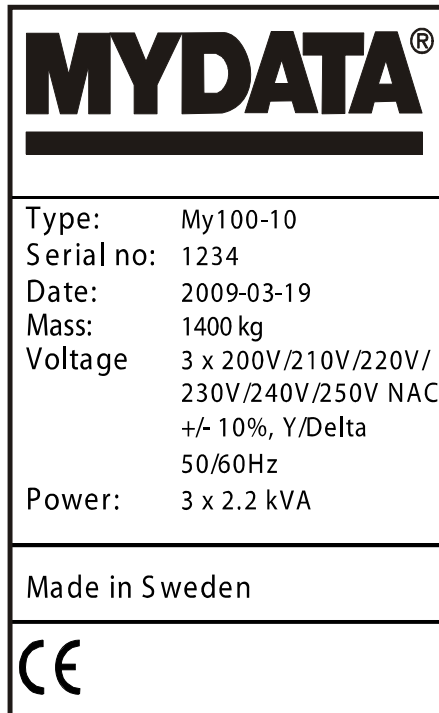 MYDATA®
Type: My100-10
Serial no: 1234
Date: 2009-03-19
Mass: 1400 kg
Voltage 3 x 200V/210V/220V/
230V/240V/250V NAC
+/- 10%, Y/Delta
50/60Hz
Power: 3 x 2.2 kVA
Made in Sweden
CE